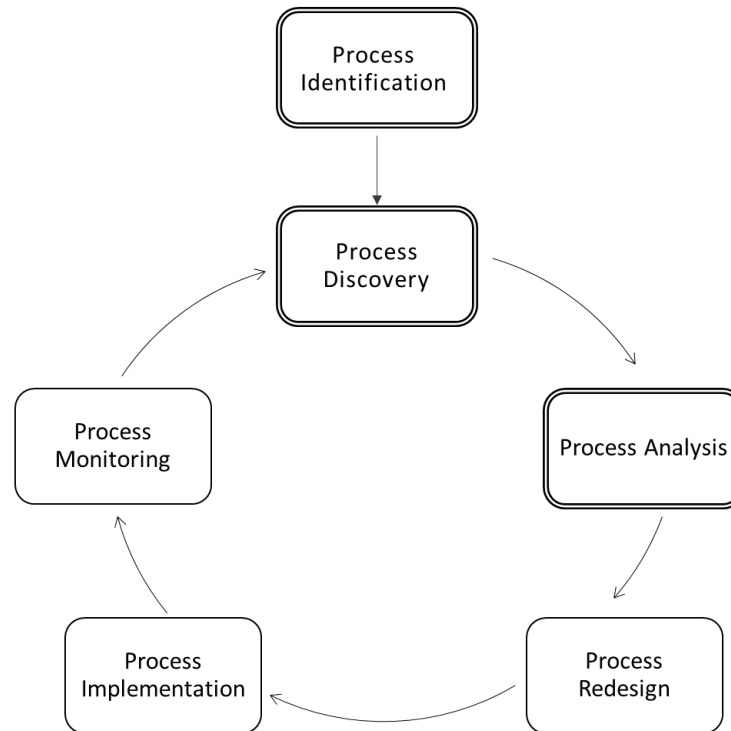 Process
Identification
Process
Discovery
Process Analysis
Process
Redesign
Process
Implementation
Process
Monitoring